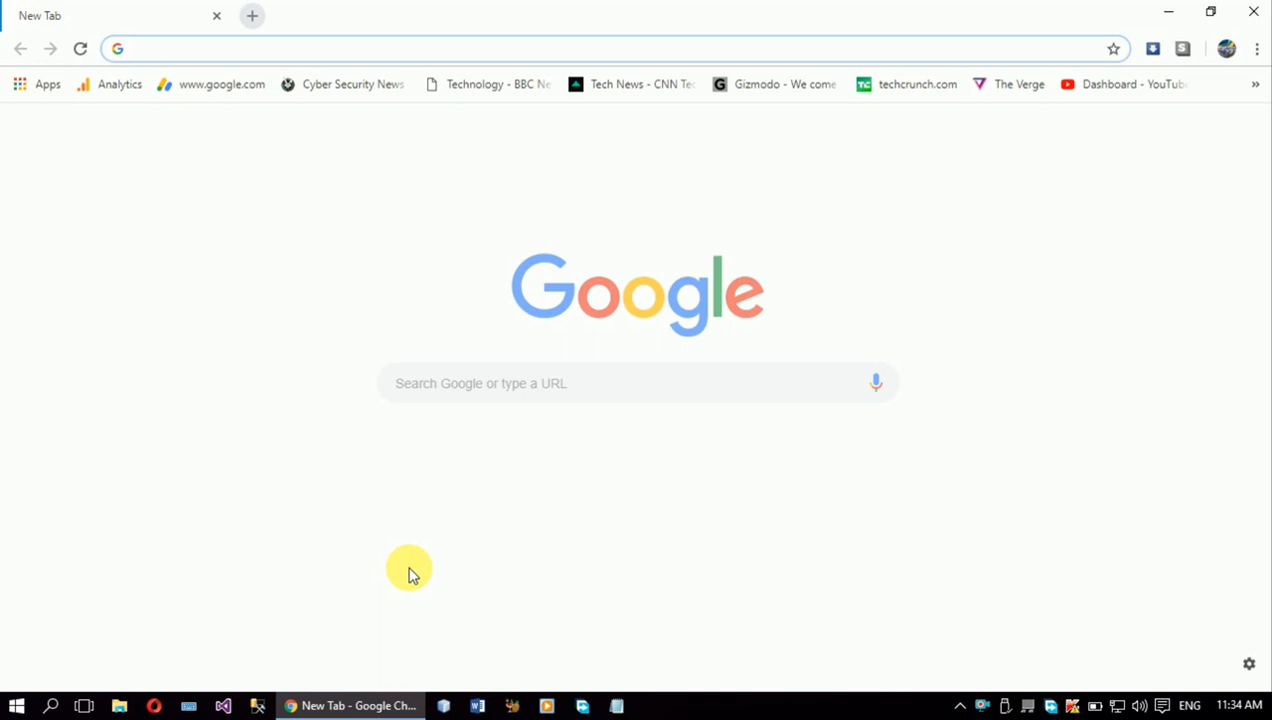 New Tab
Apps Analytics www.google.com Cyber Security News Technology - BBC Ne Tech News - CNN Tec Gizmodo - We come techcrunch.com The Verge Dashboard - YouTube
Google
Search Google or type a URL
New Tab - Google Ch... ENG 11:34 AM